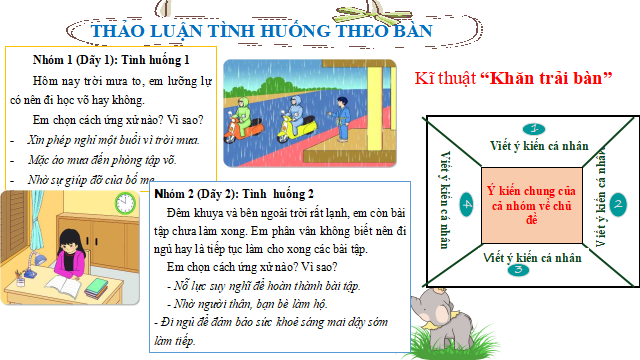 THẢO LUẬN TÌNH HUỐNG THEO BÀN
Nhóm 1 (Dãy 1): Tình huống 1
Hôm nay trời mưa to, em lưỡng lự
có nên đi học võ hay không.
Em chọn cách ứng xử nào? Vì sao?
- Xin phép nghỉ một buổi vì trời mưa.
- Mặc áo mưa đến phòng tập võ.
- Nhờ sự giúp đỡ của bố mẹ
Nhóm 2 (Dãy 2): Tình huống 2
Đêm khuya và bên ngoài trời rất lạnh, em còn bài
tập chưa làm xong. Em phân vân không biết nên đi
ngủ hay là tiếp tục làm cho xong các bài tập.
Em chọn cách ứng xử nào? Vì sao?
- Nỗ lực suy nghĩ để hoàn thành bài tập.
- Nhờ người thân, bạn bè làm hộ.
- Đi ngủ để đảm bảo sức khoẻ sáng mai dậy sớm
làm tiếp.
Kĩ thuật “Khăn trải bàn”
1
Viết ý kiến cá nhân
Viết ý kiến cá nhân
4
Ý kiến chung của
cả nhóm về chủ
đề
2
Viết ý kiến cá nhân
Viết ý kiến cá nhân
3